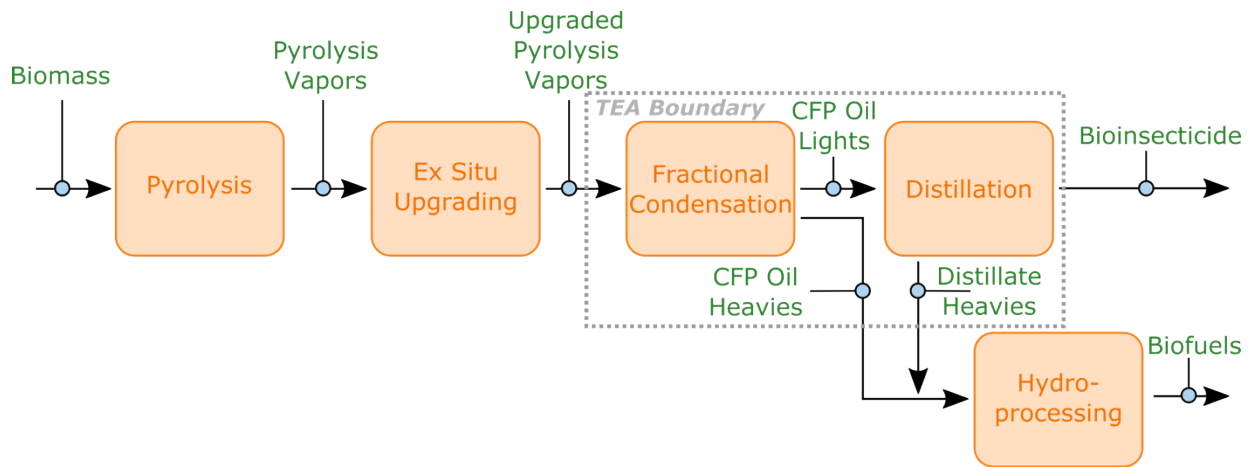 Biomass
Pyrolysis
Pyrolysis
Vapors
Ex Situ
Upgrading
Upgraded
Pyrolysis
Vapors
TEA Boundary
Fractional
Condensation
CFP Oil
Lights
Distillation
Bioinsecticide
CFP Oil
Heavies
Distillate
Heavies
Hydro-
processing
Biofuels